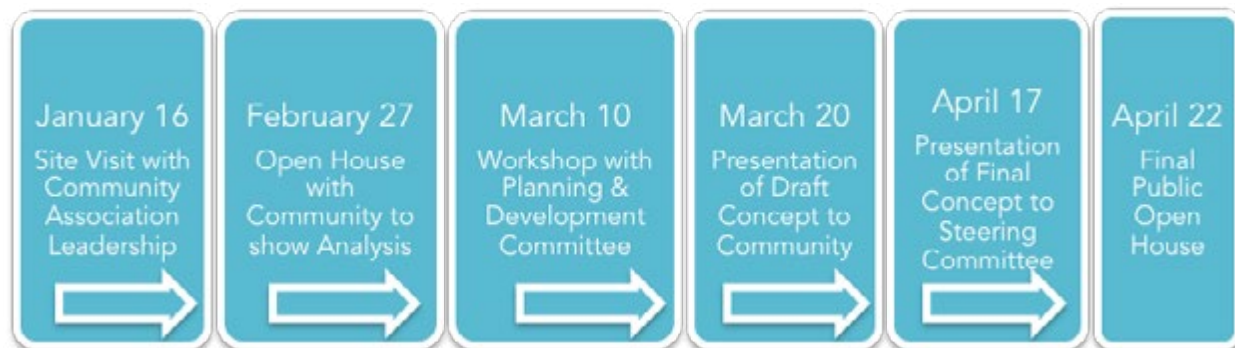 January 16
Site Visit with
Community
Association
Leadership
February 27
Open House
with
Community to
show Analysis
March 10
Workshop with
Planning &
Development
Committee
March 20
Presentation
of Draft
Concept to
Community
April 17
Presentation
of Final
Concept to
Steering
Committee
April 22
Final
Public
Open
House